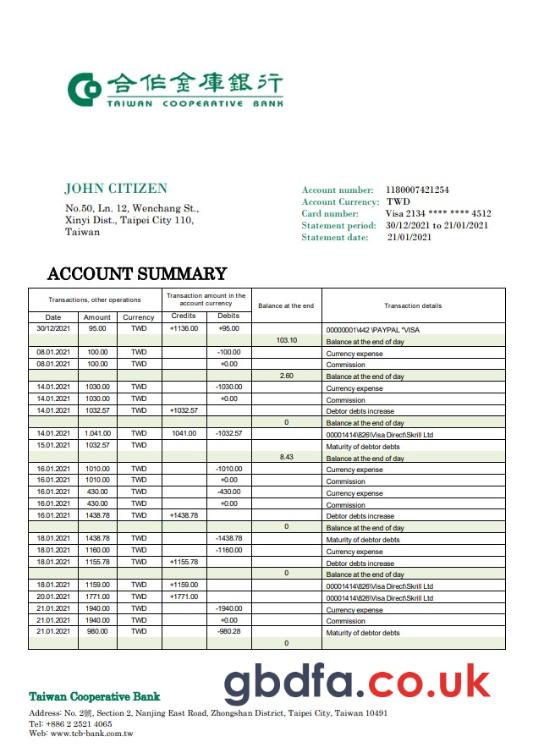 合作金庫銀行
TAIWAN COOPERATIVE BANK
JOHN CITIZEN
No.50, Ln. 12, Wenchang St.,
Xinyi Dist., Taipei City 110,
Taiwan
Account number: 1180007421254
Account Currency: TWD
Card number: Visa 2134 **** **** 4512
Statement period: 30/12/2021 to 21/01/2021
Statement date: 21/01/2021
ACCOUNT SUMMARY
Transactions, other operations
Transaction amount in the
account currency
Balance at the end
Transaction details
Date Amount Currency Credits Debits
30/12/2021 95.00 TWD +1136.00 +95.00 00000001\442 \PAYPAL "VISA
103.10 Balance at the end of day
08.01.2021 100.00 TWD -100.00 Currency expense
08.01.2021 100.00 TWD +0.00 Commission
2.60 Balance at the end of day
14.01.2021 1030.00 TWD -1030.00 Currency expense
14.01.2021 1030.00 TWD +0.00 Commission
14.01.2021 1032.57 TWD +1032.57 Debtor debts increase
0 Balance at the end of day
14.01.2021 1.041.00 TWD 1041.00 -1032.57 00001414\826\Visa Direct\Skrill Ltd
15.01.2021 1032.57 TWD Maturity of debtor debts
8.43 Balance at the end of day
16.01.2021 1010.00 TWD -1010.00 Currency expense
16.01.2021 1010.00 TWD +0.00 Commission
16.01.2021 430.00 TWD -430.00 Currency expense
16.01.2021 430.00 TWD +0.00 Commission
16.01.2021 1438.78 TWD +1438.78 Debtor debts increase
0 Balance at the end of day
18.01.2021 1438.78 TWD -1438.78 Maturity of debtor debts
18.01.2021 1160.00 TWD -1160.00 Currency expense
18.01.2021 1155.78 TWD +1155.78 Debtor debts increase
0 Balance at the end of day
18.01.2021 1159.00 TWD +1159.00 00001414\826\Visa Direct\Skrill Ltd
20.01.2021 1771.00 TWD +1771.00 00001414\826\Visa Direct\Skrill Ltd
21.01.2021 1940.00 TWD -1940.00 Currency expense
21.01.2021 1940.00 TWD +0.00 Commission
21.01.2021 980.00 TWD -980.28 Maturity of debtor debts
0
gbdfa.co.uk
Taiwan Cooperative Bank
Address: No. 2號, Section 2, Nanjing East Road, Zhongshan District, Taipei City, Taiwan 10491
Tel: +886 2 2521 4065
Web: www.tcb-bank.com.tw